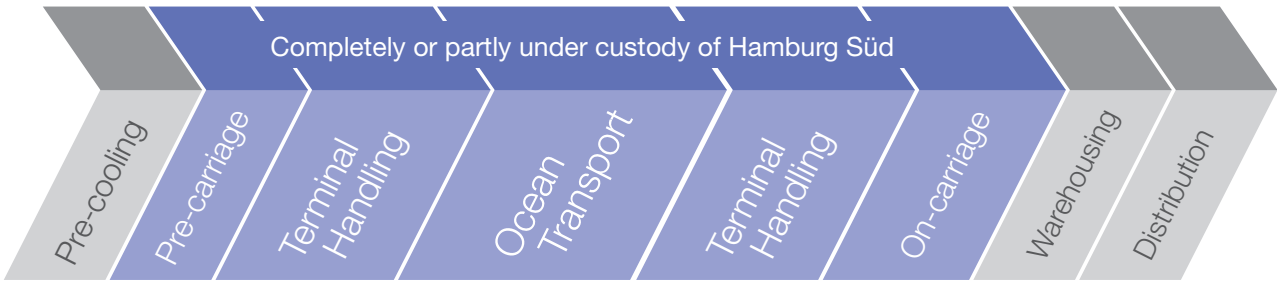 Completely or partly under custody of Hamburg Süd
Pre-cooling
Pre-carriage
Terminal
Handling
Ocean
Transport
Terminal
Handling
On-carriage
Warehousing
Distribution